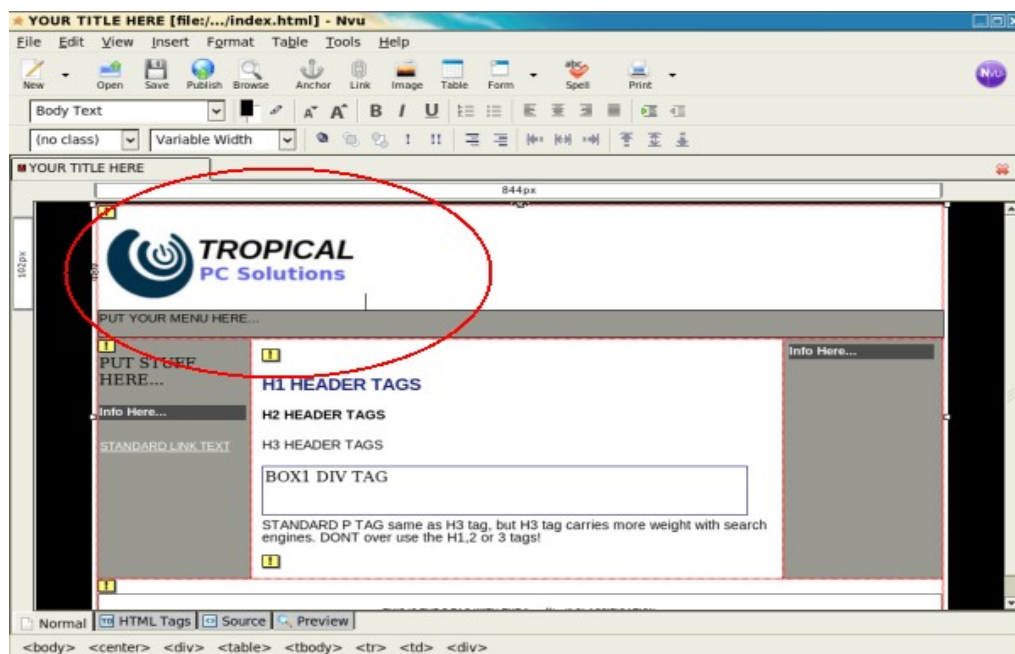 YOUR TITLE HERE [file:/.../index.html] - Nvu
File Edit View Insert Format Table Tools Help
New Open Save Publish Browse Anchor Link Image Table Form abc Spell Print Nvu
Body Text A A B I U
(no class) Variable Width ! !!
YOUR TITLE HERE
844px
102px
TROPICAL
PC Solutions
PUT YOUR MENU HERE...
PUT STUFF
HERE...
Info Here...
STANDARD LINK TEXT
H1 HEADER TAGS
H2 HEADER TAGS
H3 HEADER TAGS
BOX1 DIV TAG
STANDARD P TAG same as H3 tag, but H3 tag carries more weight with search
engines. DONT over use the H1,2 or 3 tags!
Info Here...
Normal HTML Tags Source Preview
<body> <center> <div> <table> <tbody> <tr> <td> <div>